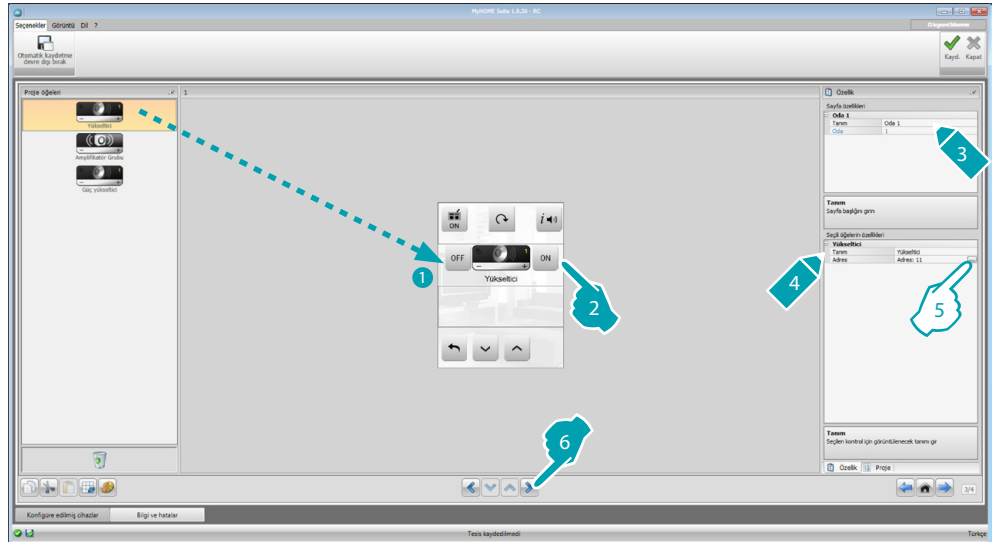 MyHOME Suite 1.0.30 - RC
Seçenekler Görüntü Dil ?
Otomatik kaydetme
devre dışı bırak
Kayd. Kapat
Proje öğeleri
1
Özellik
Yükseltici
Amplifikatör Grubu
Güç yükseltici
ON
i
OFF
1
ON
Yükseltici
1
2
Sayfa özellikleri
Oda 1
Tanım Oda 1
Oda 1
3
Tanım
Sayfa başlığını girin
Seçili öğelerin özellikleri
Yükseltici
Tanım Yükseltici
Adres Adres: 11 ...
4
5
6
Tanım
Seçilen kontrol için görüntülenecek tanımı gir
Özellik Proje
3/4
Konfigüre edilmiş cihazlar Bilgi ve hatalar
Tesis kaydedilmedi Türkçe